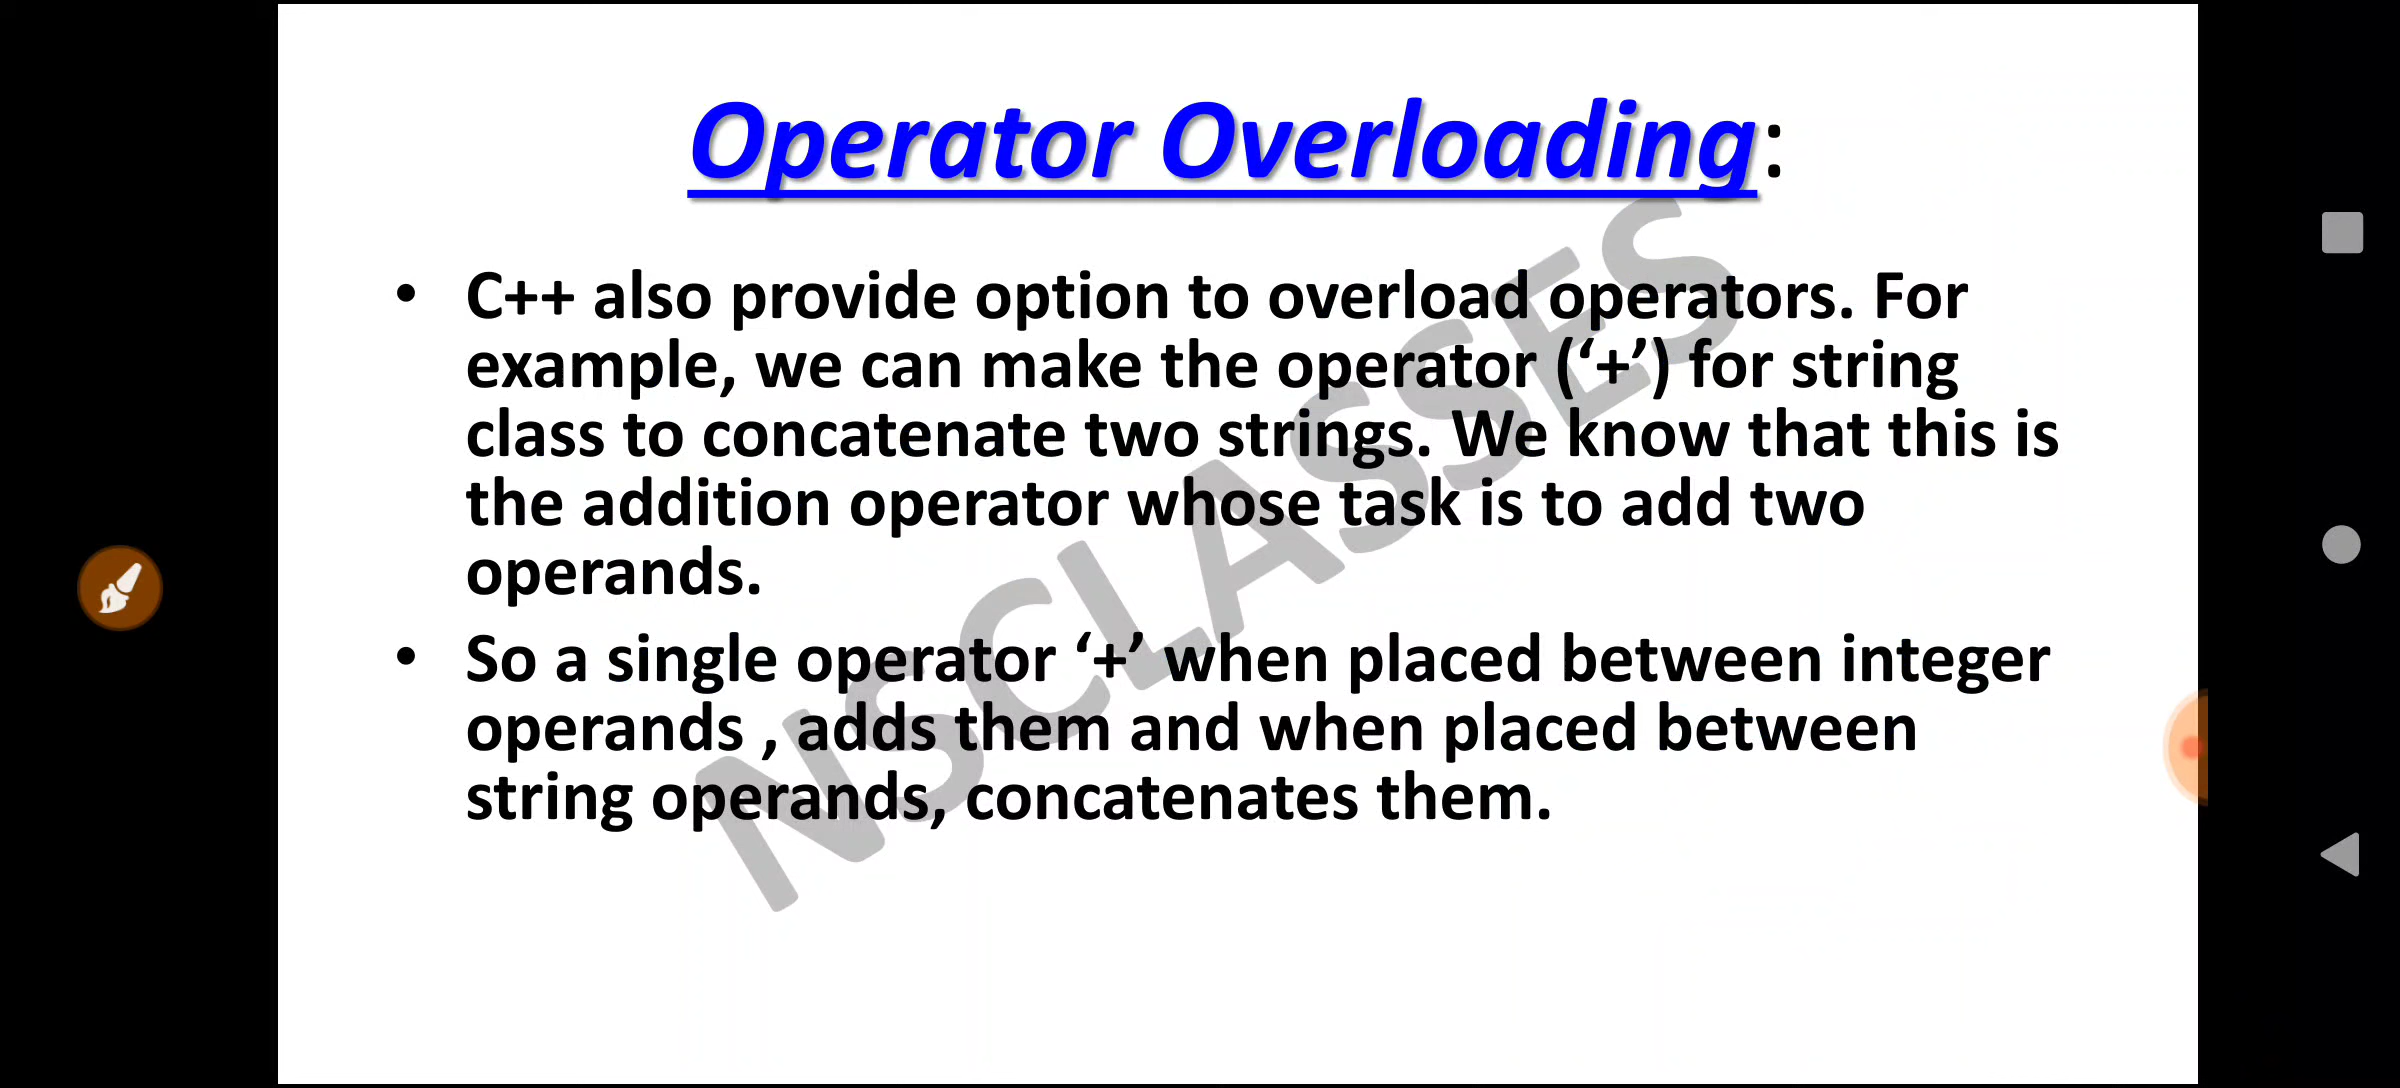 Operator Overloading:
• C++ also provide option to overload operators. For
example, we can make the operator (‘+’) for string
class to concatenate two strings. We know that this is
the addition operator whose task is to add two
operands.
• So a single operator ‘+’ when placed between integer
operands , adds them and when placed between
string operands, concatenates them.
NSCLASSES